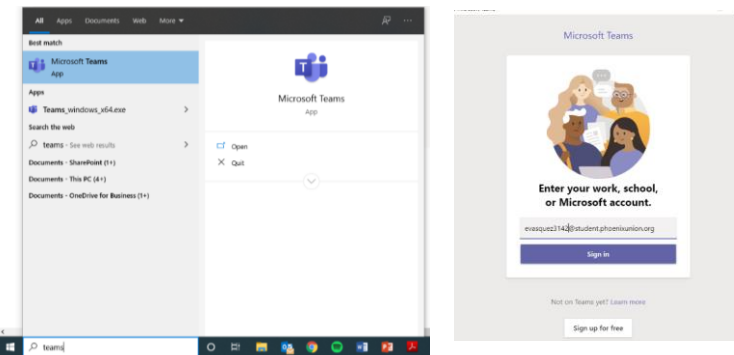 All Apps Documents Web More
Best match
Microsoft Teams
App
Apps
Teams_windows_x64.exe
Search the web
teams - See web results
Documents - SharePoint (1+)
Documents - This PC (4+)
Documents - OneDrive for Business (1+)
Microsoft Teams
App
Open
Quit
teams
Microsoft Teams
Enter your work, school,
or Microsoft account.
evasquez3142@student.phoenixunion.org
Sign in
Not on Teams yet? Learn more
Sign up for free